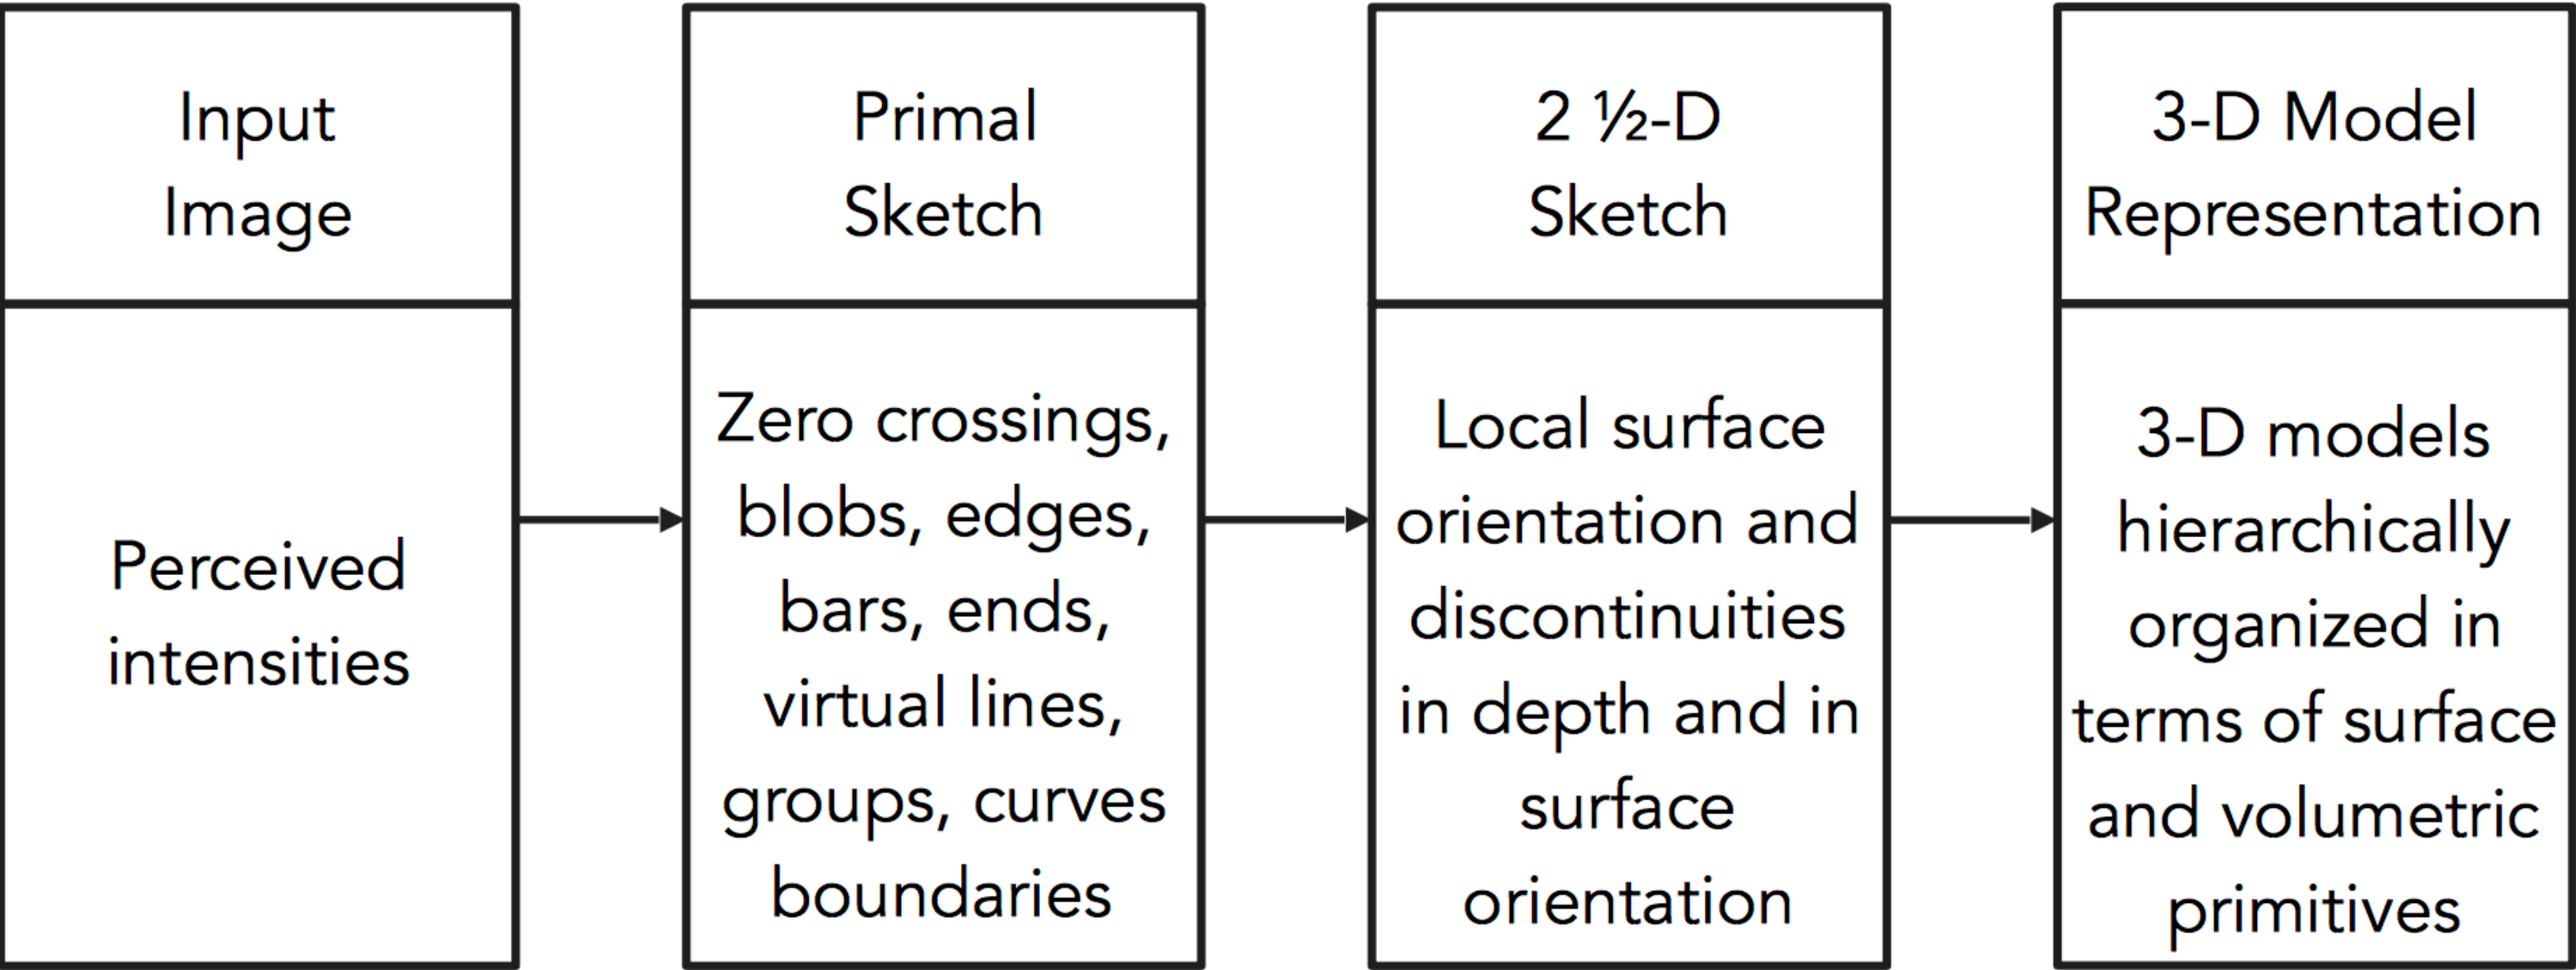 Input
Image
Perceived
intensities
Primal
Sketch
Zero crossings,
blobs, edges,
bars, ends,
virtual lines,
groups, curves
boundaries
2 ½-D
Sketch
Local surface
orientation and
discontinuities
in depth and in
surface
orientation
3-D Model
Representation
3-D models
hierarchically
organized in
terms of surface
and volumetric
primitives